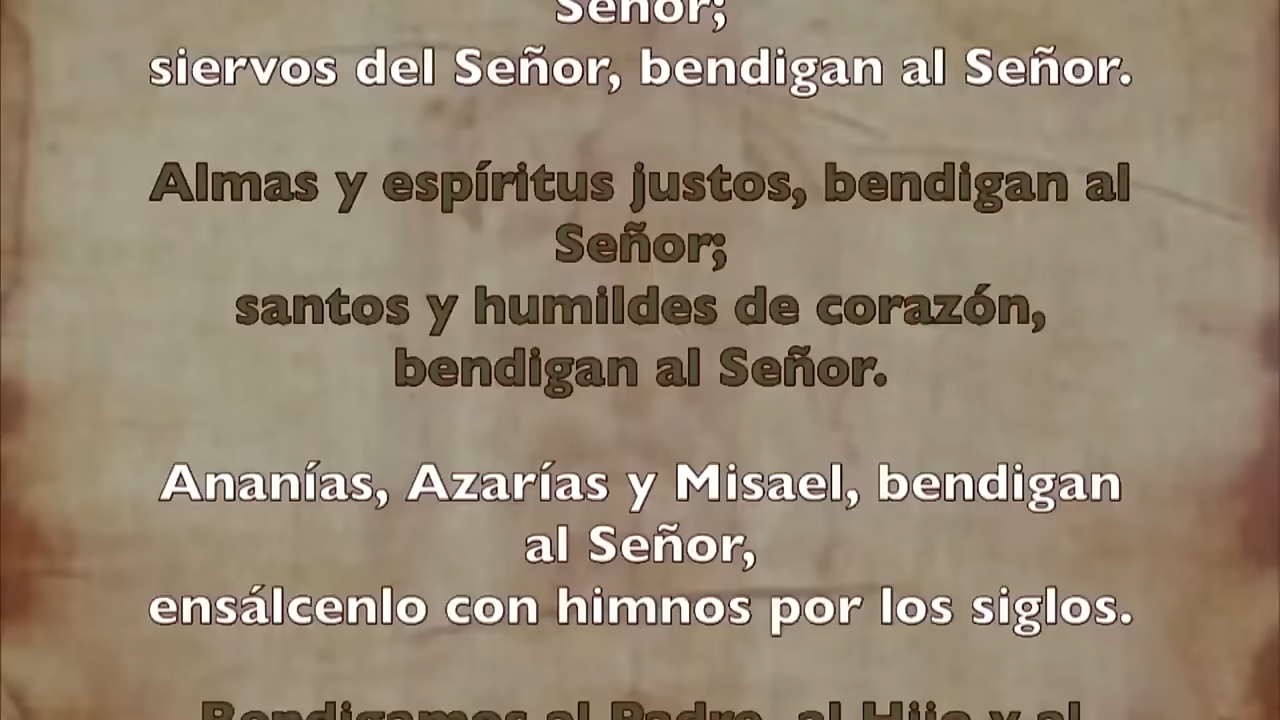 Señor;
siervos del Señor, bendigan al Señor.
Almas y espíritus justos, bendigan al
Señor;
santos y humildes de corazón,
bendigan al Señor.
Ananías, Azarías y Misael, bendigan
al Señor,
ensálcenlo con himnos por los siglos.
Bendigamos al Padre, al Hijo y al